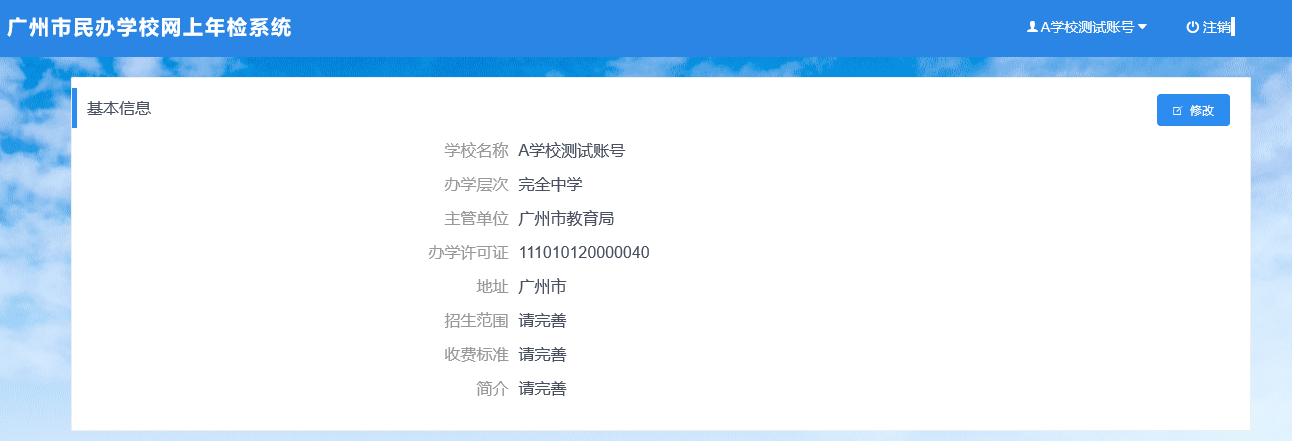 广州市民办学校网上年检系统
A学校测试账号
注销
基本信息
修改
学校名称 A学校测试账号
办学层次 完全中学
主管单位 广州市教育局
办学许可证 111010120000040
地址 广州市
招生范围 请完善
收费标准 请完善
简介 请完善